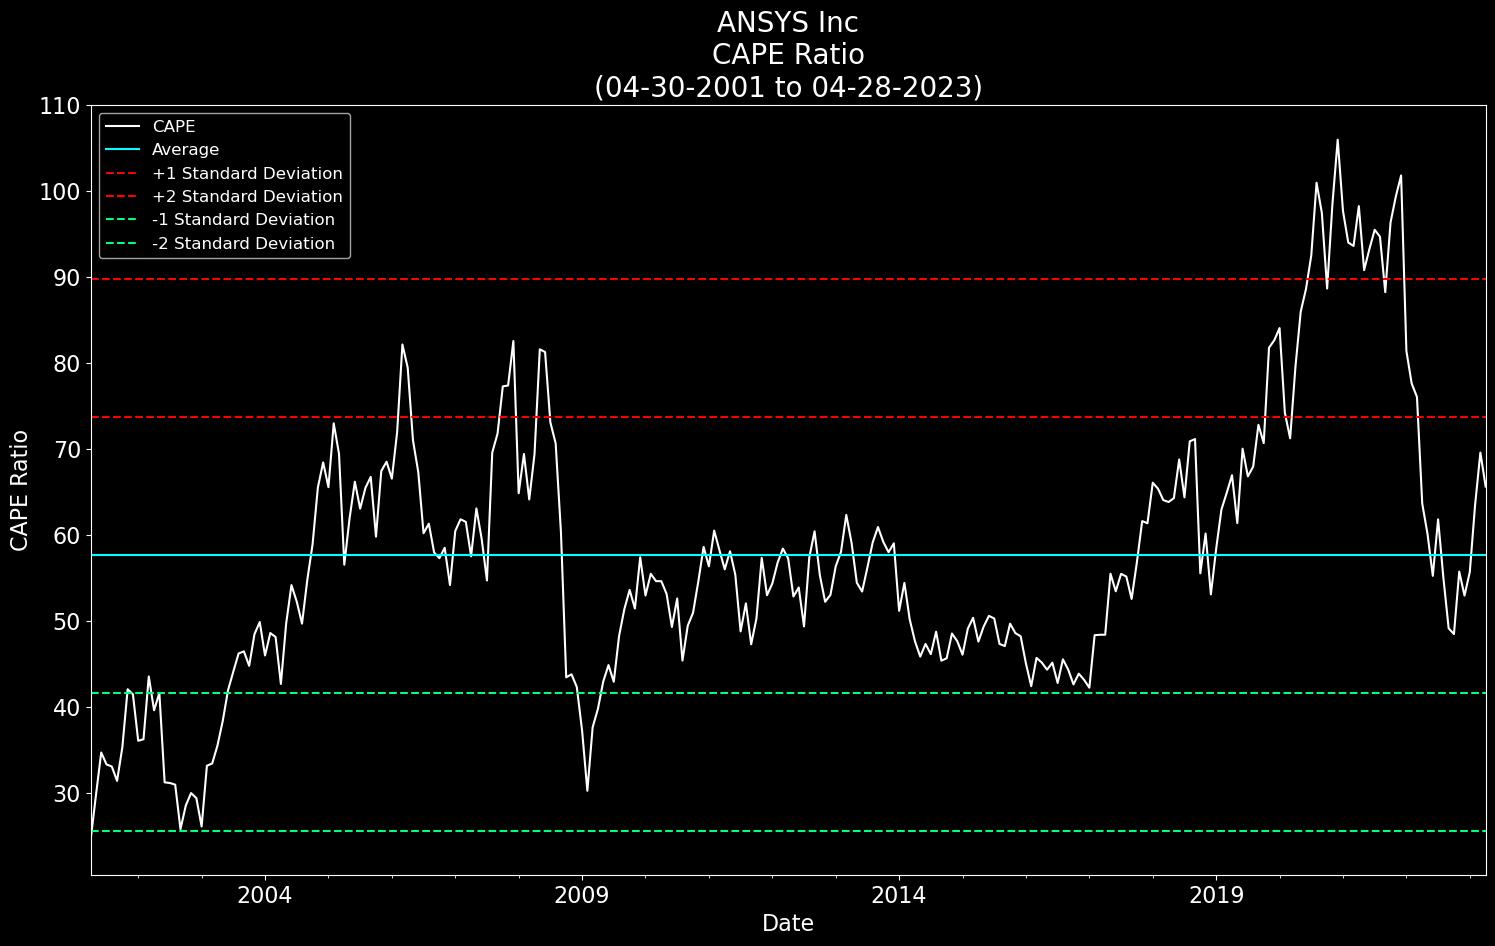 ANSYS Inc
CAPE Ratio
(04-30-2001 to 04-28-2023)
CAPE
Average
+1 Standard Deviation
+2 Standard Deviation
-1 Standard Deviation
-2 Standard Deviation
110
100
90
80
70
60
50
40
30
CAPE Ratio
2004 2009 2014 2019
Date